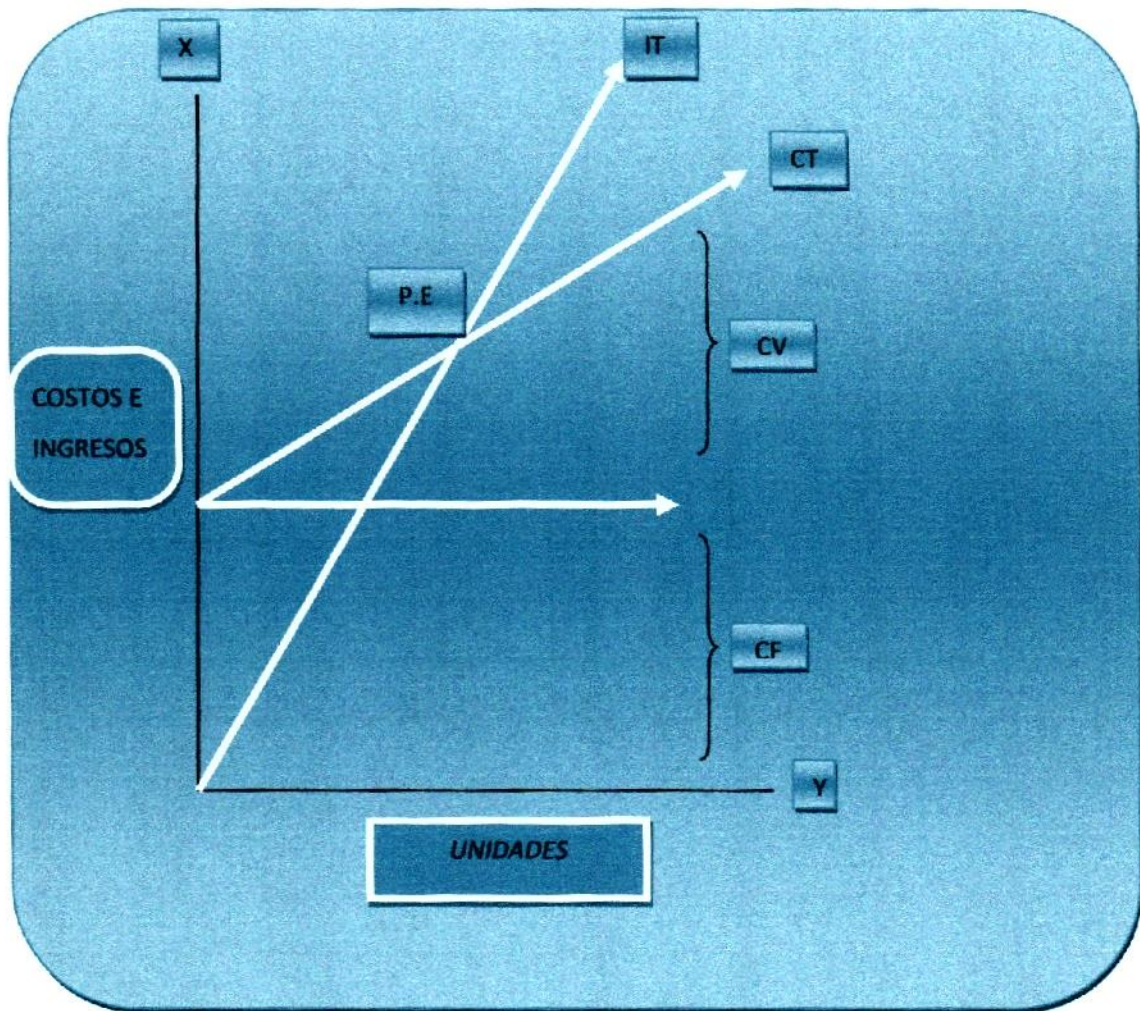 X
IT
CT
P.E
CV
COSTOS E
INGRESOS
CF
Y
UNIDADES